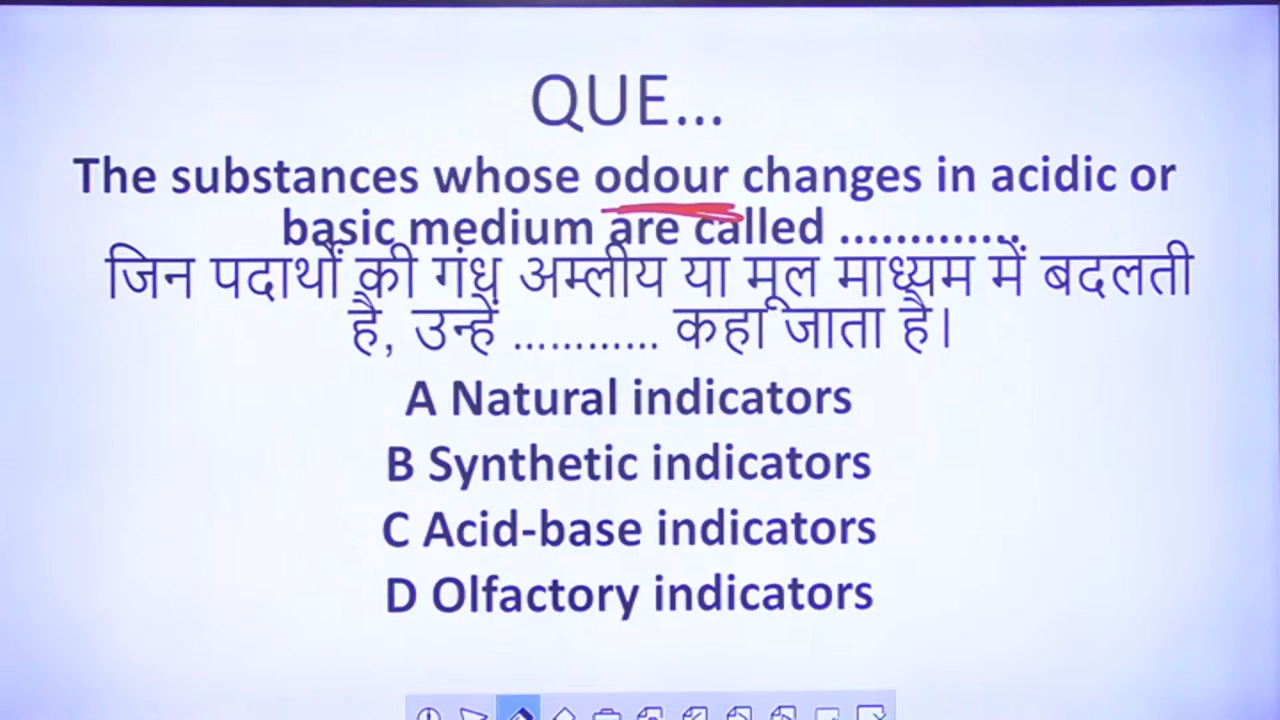 QUE...
The substances whose odour changes in acidic or
basic medium are called .............
जिन पदार्थों की गंध अम्लीय या मूल माध्यम में बदलती
है, उन्हें ............ कहा जाता है।
A Natural indicators
B Synthetic indicators
C Acid-base indicators
D Olfactory indicators